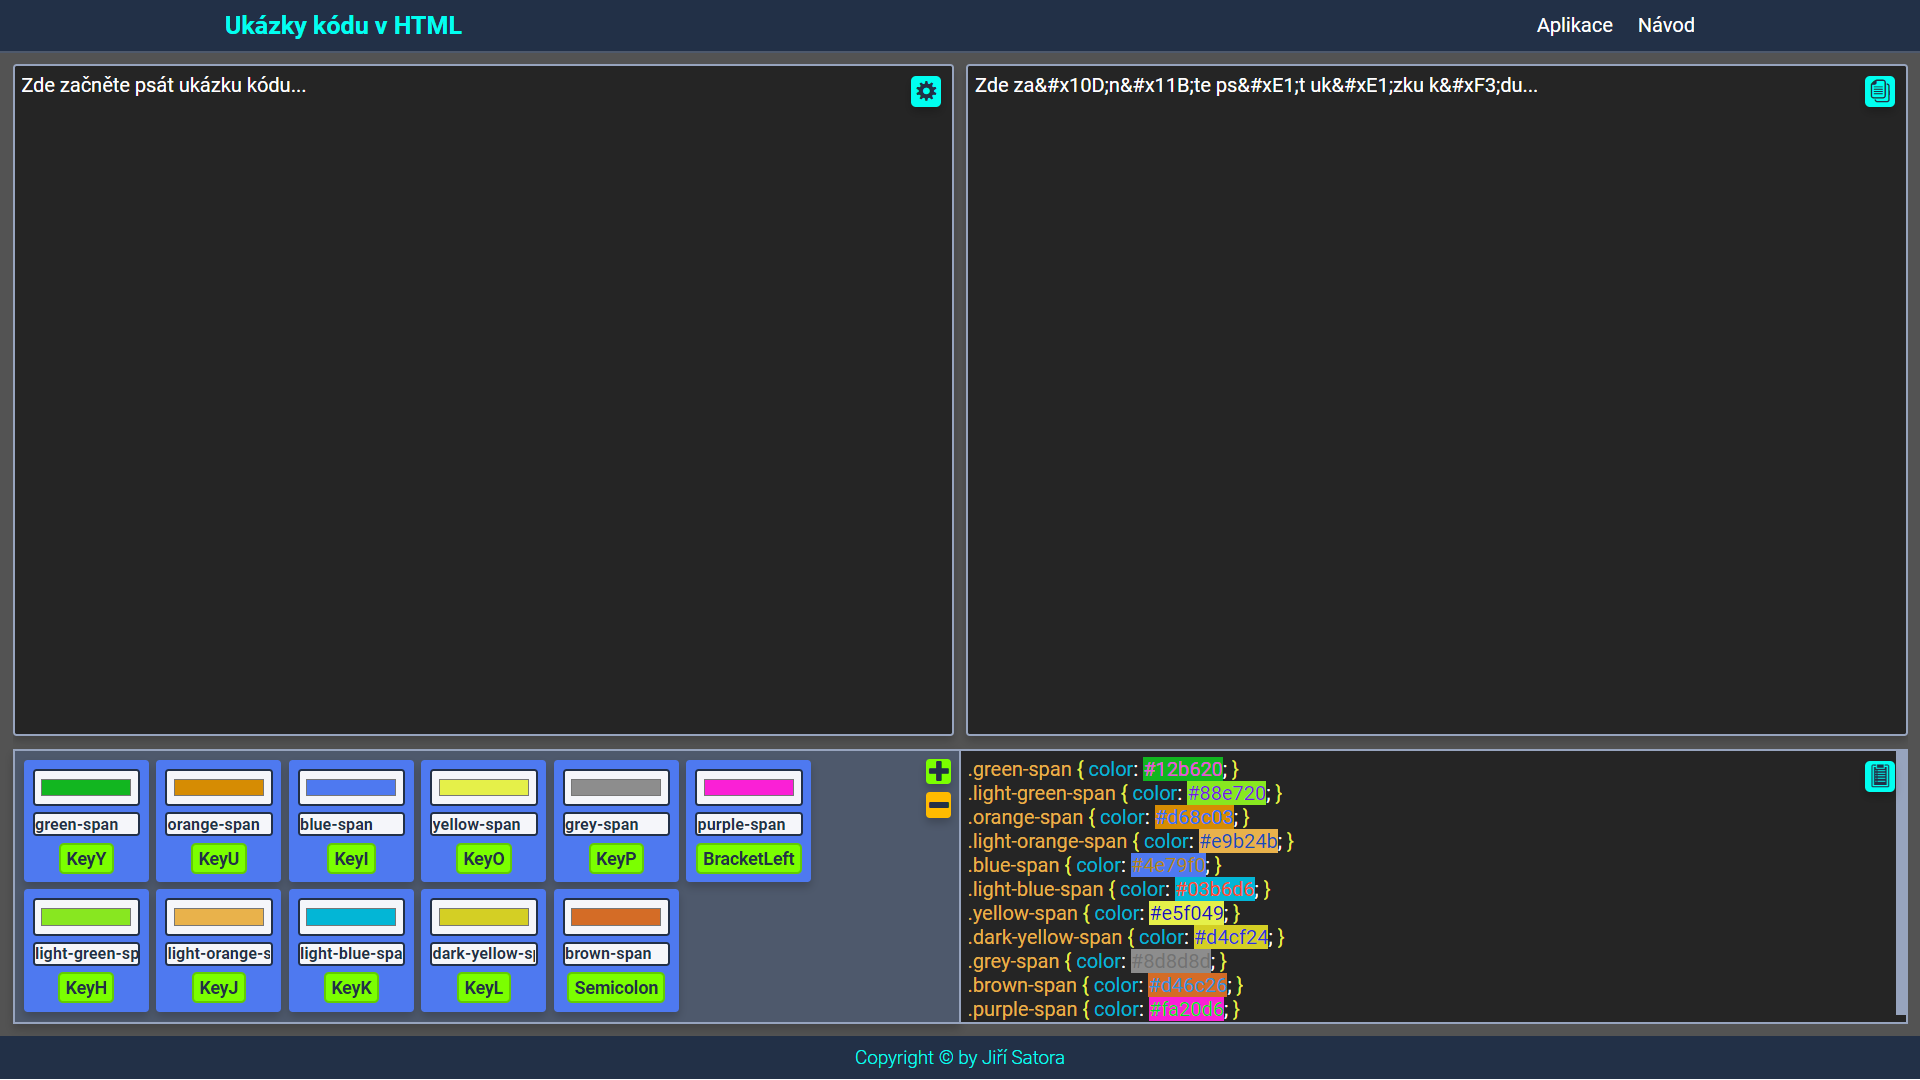 Ukázky kódu v HTML
Aplikace Návod
Zde začněte psát ukázku kódu...
Zde za&#x10D;n&#x11B;te ps&#xE1;t uk&#xE1;zku k&#xF3;du...
green-span orange-span blue-span yellow-span grey-span purple-span
KeyY KeyU KeyI KeyO KeyP BracketLeft
light-green-sp light-orange-s light-blue-spa dark-yellow-s brown-span
KeyH KeyJ KeyK KeyL Semicolon
.green-span { color: #12b620; }
.light-green-span { color: #88e720; }
.orange-span { color: #d68c03; }
.light-orange-span { color: #e9b24b; }
.blue-span { color: #4e79f0; }
.light-blue-span { color: #03b6d6; }
.yellow-span { color: #e5f049; }
.dark-yellow-span { color: #d4cf24; }
.grey-span { color: #8d8d8d; }
.brown-span { color: #d46c26; }
.purple-span { color: #fa20d6; }
Copyright © by Jiří Satora